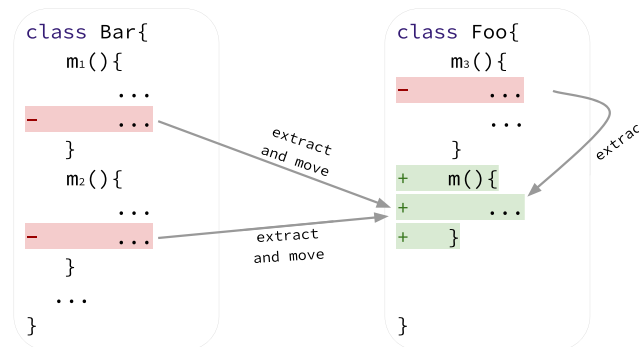 class Bar{
m₁(){
...
- ...
}
m₂(){
...
- ...
}
...
}
extract
and move
extract
and move
class Foo{
m₃(){
- ...
...
}
+ m(){
+ ...
+ }
}